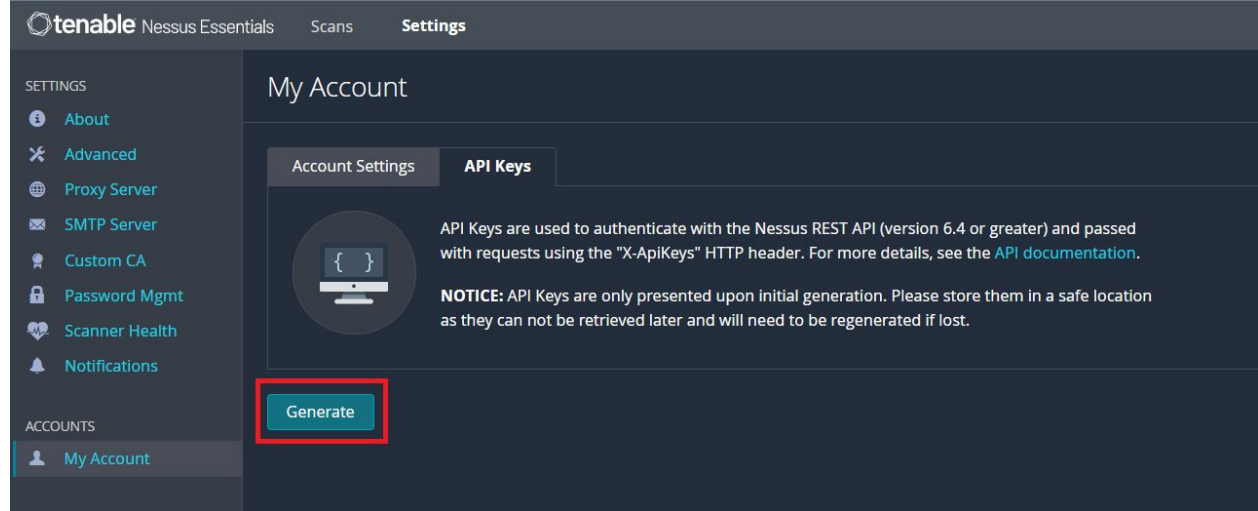 tenable Nessus Essentials Scans Settings
SETTINGS
About
Advanced
Proxy Server
SMTP Server
Custom CA
Password Mgmt
Scanner Health
Notifications
ACCOUNTS
My Account
My Account
Account Settings API Keys
{ }
API Keys are used to authenticate with the Nessus REST API (version 6.4 or greater) and passed
with requests using the "X-ApiKeys" HTTP header. For more details, see the API documentation.
NOTICE: API Keys are only presented upon initial generation. Please store them in a safe location
as they can not be retrieved later and will need to be regenerated if lost.
Generate